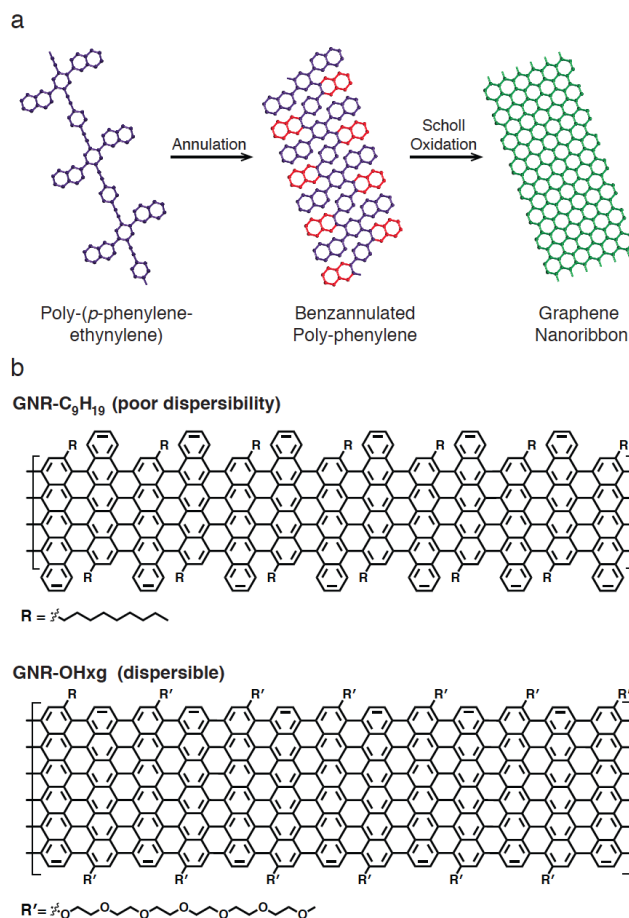 a
Annulation
Scholl
Oxidation
Poly-(p-phenylene-
ethynylene)
Benzannulated
Poly-phenylene
Graphene
Nanoribbon
b
GNR-C₉H₁₉ (poor dispersibility)
R R R R R R R
R R R R R R
R =
GNR-OHxg (dispersible)
R R′ R′ R′ R′ R′ R′
R′ R′ R′ R′ R′ R′
R′ = O O O O O O O